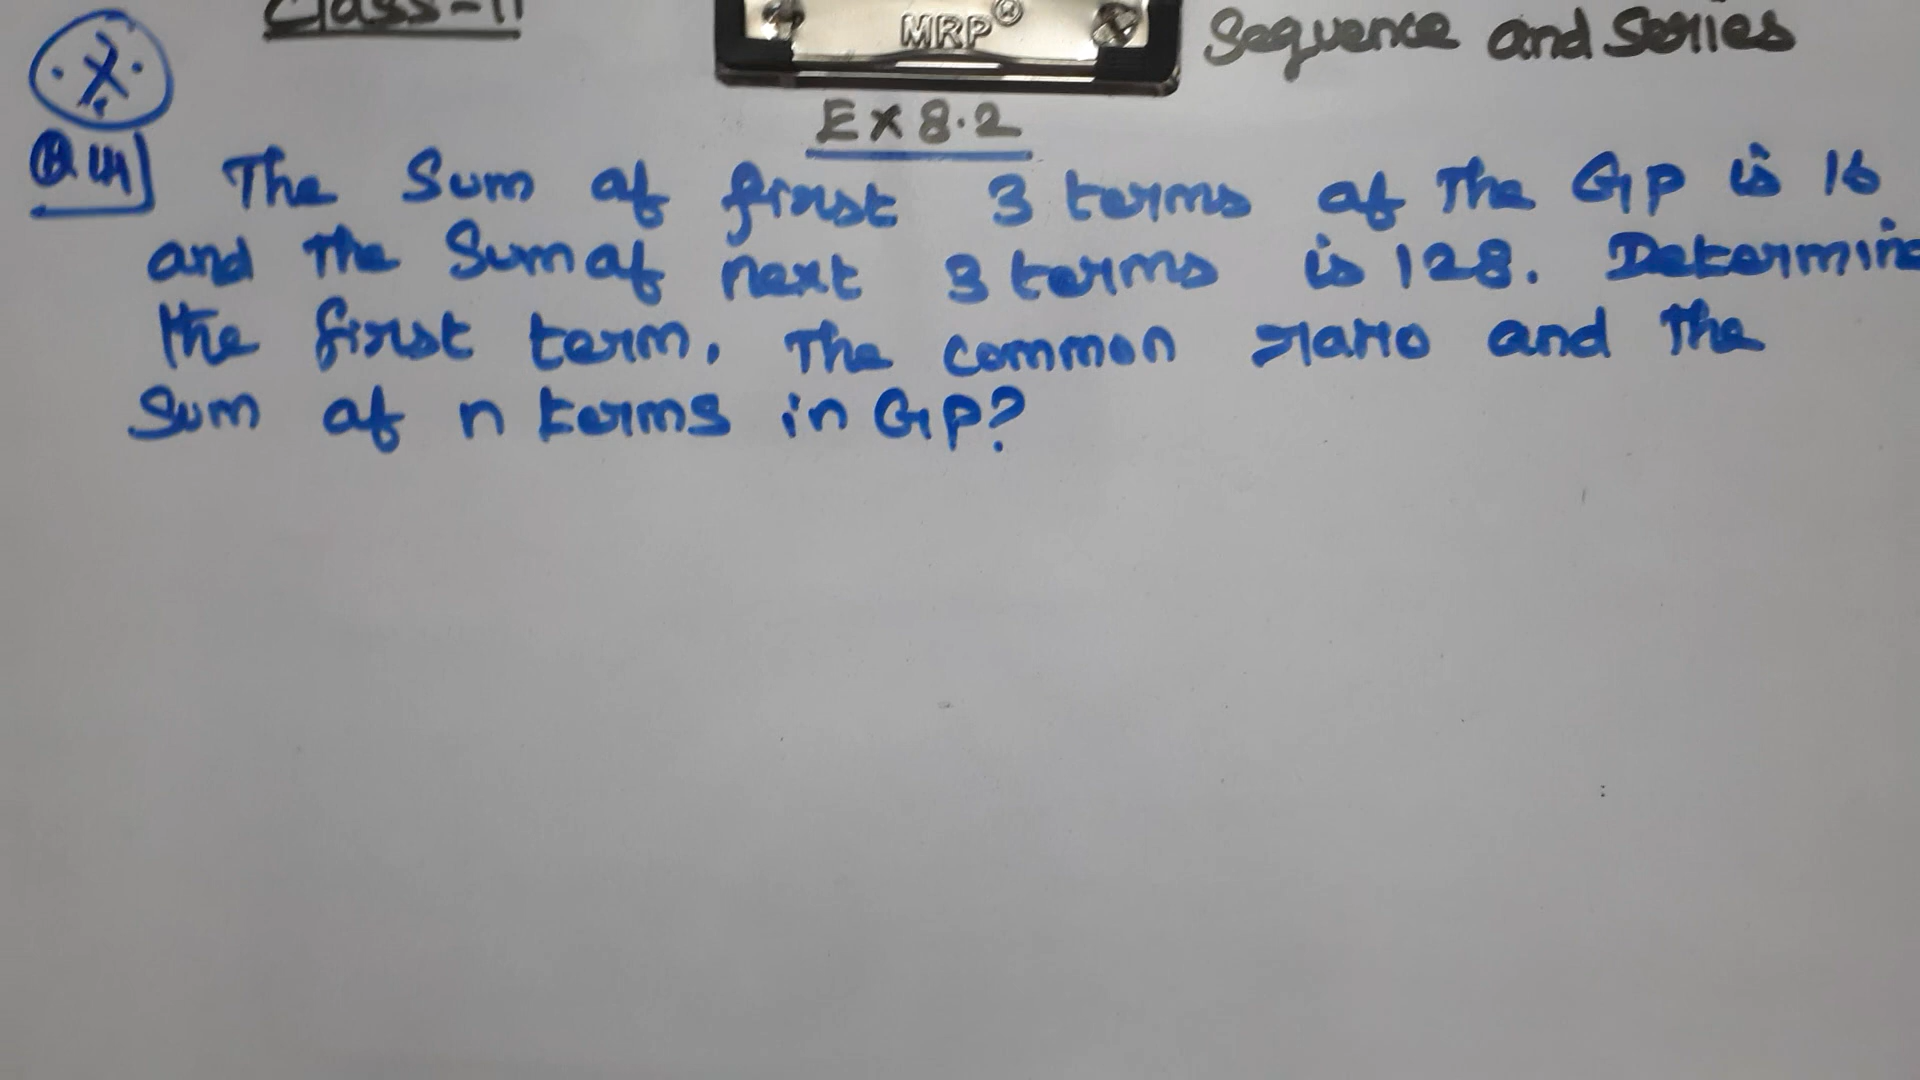 Class-11
MRP®
Sequence and Series
Ex 8.2
Q.14] The Sum of first 3 terms of The GP is 16
and The Sum of next 3 terms is 128. Determine
the first term, The common ratio and The
Sum of n terms in GP?